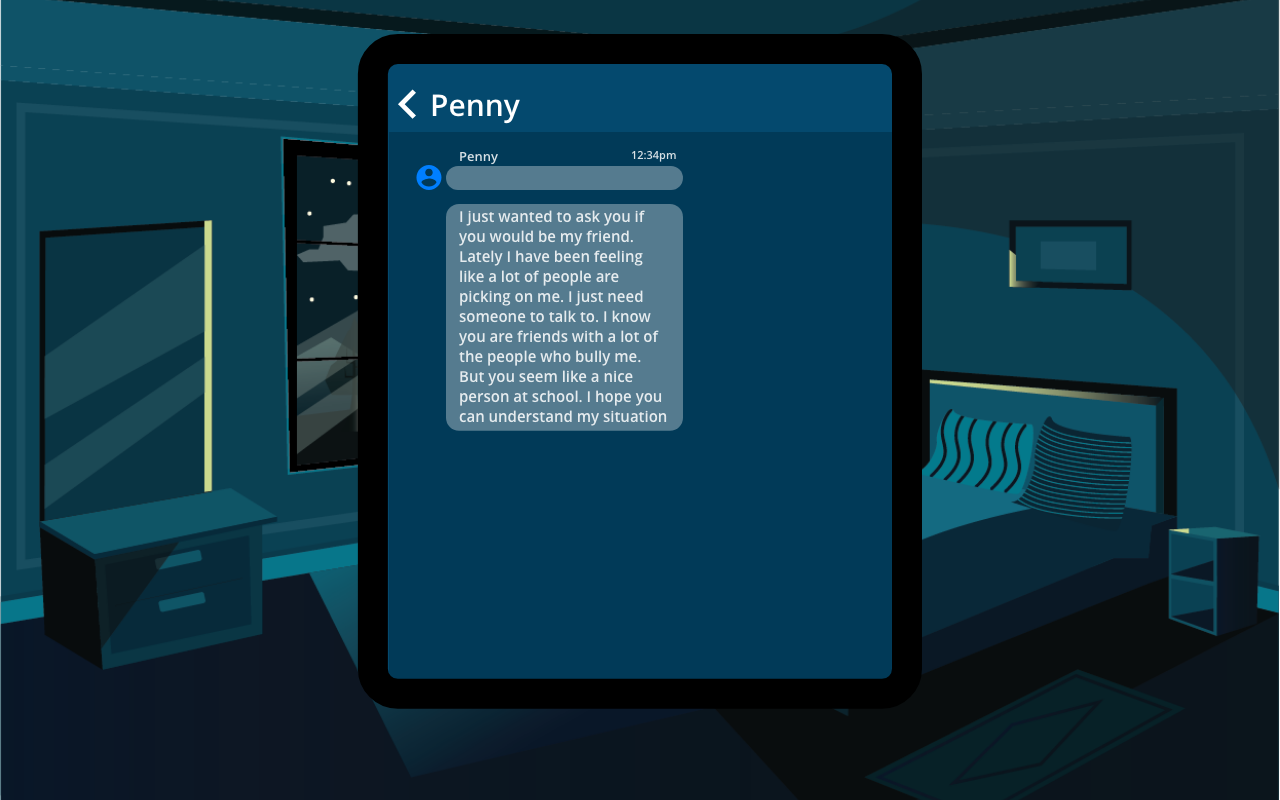 Penny
Penny 12:34pm
I just wanted to ask you if
you would be my friend.
Lately I have been feeling
like a lot of people are
picking on me. I just need
someone to talk to. I know
you are friends with a lot of
the people who bully me.
But you seem like a nice
person at school. I hope you
can understand my situation